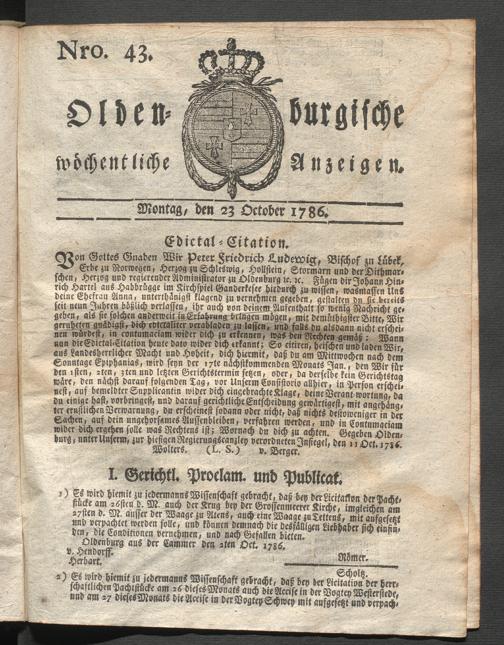 Nro. 43.
Olden- burgische
wöchentliche Anzeigen.
Montag, den 23 October 1786.
Edictal-Citation.
Von Gottes Gnaden Wir Peter Friedrich Ludewig, Bischof zu Lübek,
Erbe zu Norwegen, Herzog zu Schleswig, Hollstein, Stormarn und der Dithmar-
schen, Herzog und regierender Administrator zu Oldenburg ꝛc. ꝛc. Fügen dir Johann Hin-
rich Hartel aus Habbrügge im Kirchspiel Ganderkese hiedurch zu wissen, wasmassen Uns
deine Ehefrau Anna, unterthänigst klagend zu vernehmen gegeben, gestalten du sie bereits
seit neun Jahren böslich verlassen, ihr auch von deinem Aufenthalt so wenig Nachricht ge-
geben, als sie solchen anderweit in Erfahrung bringen mögen, mit demüthigster Bitte, Wir
geruheten gnädigst, dich edictaliter verabladen zu lassen, und falls du alsdann nicht erschei-
nen würdest, in contumaciam wider dich zu erkennen, was den Rechten gemäß; Wann
nun die Edictal-Citation heute dato wider dich erkannt; So citiren, heischen und laden Wir,
aus Landesherrlicher Macht und Hoheit, dich hiermit, daß du am Mittwochen nach dem
Sonntage Epiphanias, wird seyn der 17te nächstkommenden Monats Jan. den Wir für
den 1sten, 2ten, 3ten und letzten Gerichtstermin setzen, oder, da derselbe kein Gerichtstag
wäre, den nächst darauf folgenden Tag, vor Unserm Consistorio allhier, in Person erschei-
nest, auf bemeldter Supplicantin wider dich eingebrachte Klage, deine Verantwortung, da
du einige hast, vorbringest, und darauf gerichtliche Entscheidung gewärtigest, mit angehäng-
ter ernstlichen Verwarnung, du erscheinest sodann oder nicht, daß nichts destoweniger in der
Sachen, auf dein ungehorsames Aussenbleiben, verfahren werden, und in Contumaciam
wider dich ergehen solle was Rechtens ist; Wornach du dich zu achten. Gegeben Olden-
burg, unter Unserm, zur hiesigen Regierungscanzley verordneten Insiegel, den 11 Oct. 1786.
Wolters. (L. S.) v. Berger.
I. Gerichtl. Proclam. und Publicat.
1) Es wird hiemit zu jedermanns Wissenschaft gebracht, daß bey der Licitation der Pacht-
stücke am 26sten d. M. auch der Krug bey der Grossenmeerer Kirche, imgleichen am
27sten d. M. ausser der Waage zu Atens, auch eine Waage zu Tettens, mit aufgesetzt
und verpachtet werden solle, und können demnach die desfälligen Liebhaber sich einfin-
den, die Conditionen vernehmen, und nach Gefallen bieten.
Oldenburg aus der Cammer den 2ten Oct. 1786.
v. Hendorff.
Herbart. Römer.
Scholtz.
2) Es wird hiemit zu jedermanns Wissenschaft gebracht, daß bey der Licitation der herr-
schaftlichen Pachtstücke am 26 dieses Monats auch die Accise in der Vogtey Westerstede,
und am 27 dieses Monats die Accise in der Vogtey Schwey mit aufgesetzt und verpach-